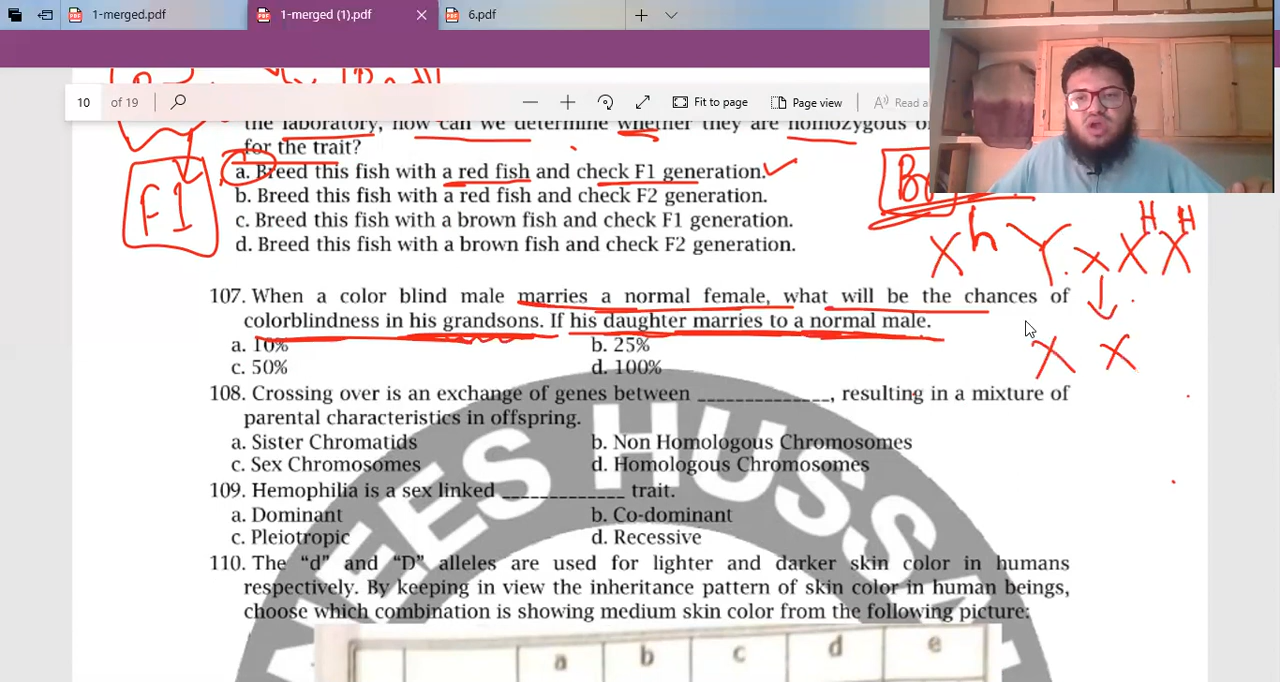 1-merged.pdf
1-merged (1).pdf
6.pdf
10 of 19
Fit to page
Page view
Read a
the laboratory, how can we determine whether they are homozygous o
for the trait?
a. Breed this fish with a red fish and check F1 generation.
b. Breed this fish with a red fish and check F2 generation.
c. Breed this fish with a brown fish and check F1 generation.
d. Breed this fish with a brown fish and check F2 generation.
F1
X^h Y × X^H X^H
X X
107. When a color blind male marries a normal female, what will be the chances of
colorblindness in his grandsons. If his daughter marries to a normal male.
a. 10% b. 25%
c. 50% d. 100%
108. Crossing over is an exchange of genes between ______________, resulting in a mixture of
parental characteristics in offspring.
a. Sister Chromatids b. Non Homologous Chromosomes
c. Sex Chromosomes d. Homologous Chromosomes
109. Hemophilia is a sex linked _____________ trait.
a. Dominant b. Co-dominant
c. Pleiotropic d. Recessive
110. The “d” and “D” alleles are used for lighter and darker skin color in humans
respectively. By keeping in view the inheritance pattern of skin color in human beings,
choose which combination is showing medium skin color from the following picture:
a b c d e
EES HUSSA